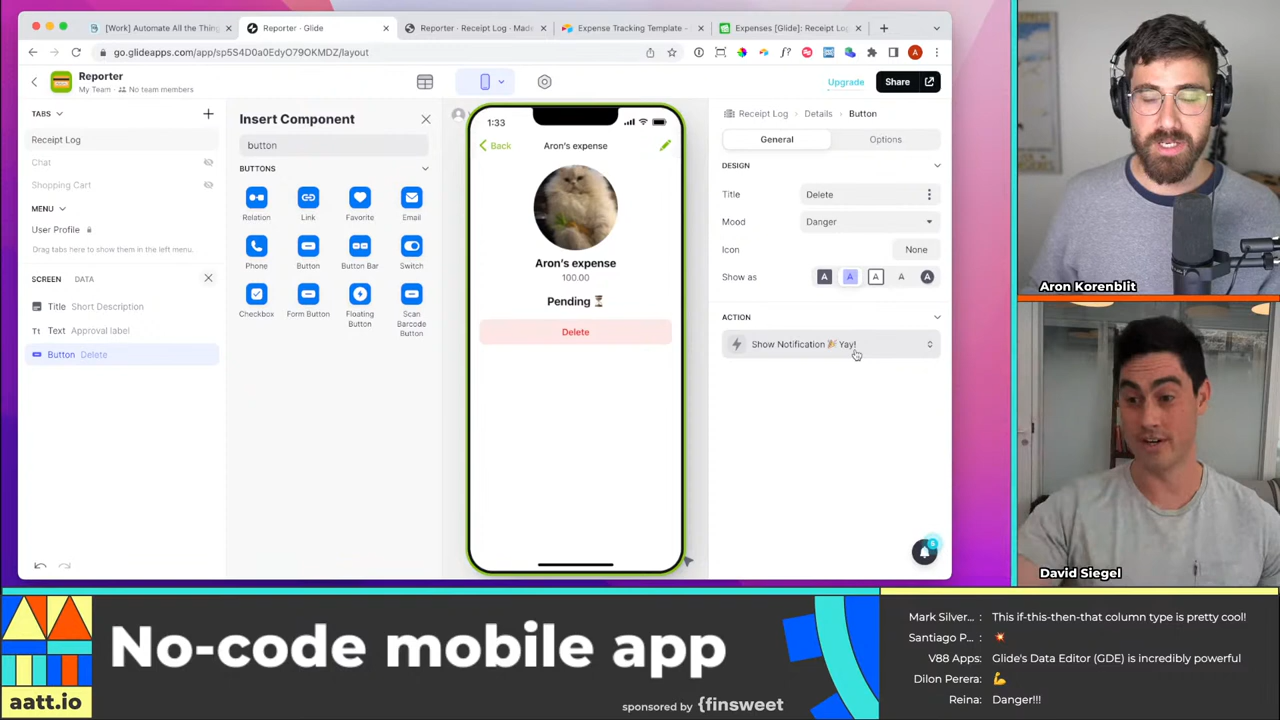 [Work] Automate All the Thing
Reporter - Glide
Reporter - Receipt Log - Made
Expense Tracking Template -
Expenses [Glide]: Receipt Log
go.glideapps.com/app/sp5S4D0a0EdyO79OKMDZ/layout
Reporter
My Team · No team members
Upgrade
Share
TABS
Receipt Log
Chat
Shopping Cart
MENU
User Profile
Drag tabs here to show them in the left menu.
SCREEN
DATA
Title Short Description
Text Approval label
Button Delete
Insert Component
button
BUTTONS
Relation
Link
Favorite
Email
Phone
Button
Button Bar
Switch
Checkbox
Form Button
Floating
Button
Scan
Barcode
Button
1:33
Back
Aron's expense
Aron's expense
100.00
Pending ⏳
Delete
Receipt Log > Details > Button
General
Options
DESIGN
Title
Delete
Mood
Danger
Icon
None
Show as
A A A A A
ACTION
Show Notification 🎉 Yay!
Aron Korenblit
David Siegel
aatt.io
No-code mobile app
sponsored by {finsweet
Mark Silver... : This if-this-then-that column type is pretty cool!
Santiago P... : 💥
V88 Apps: Glide's Data Editor (GDE) is incredibly powerful
Dilon Perera: 💪
Reina: Danger!!!